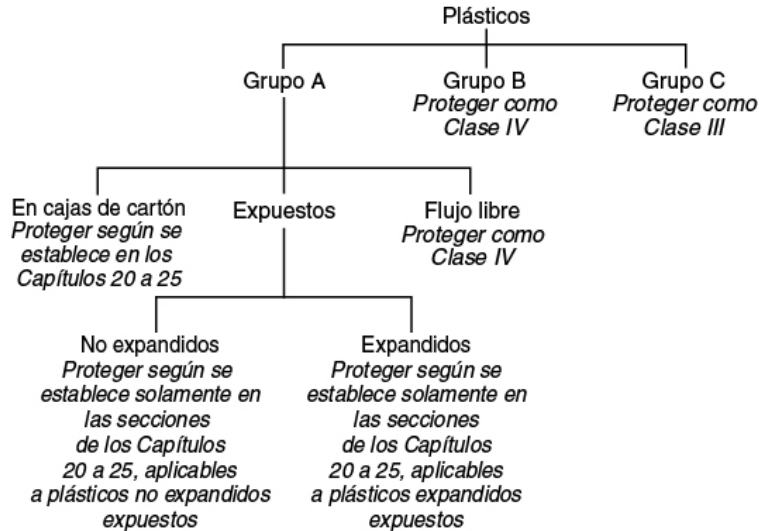 Plásticos
Grupo A
Grupo B
Proteger como
Clase IV
Grupo C
Proteger como
Clase III
En cajas de cartón
Proteger según se
establece en los
Capítulos 20 a 25
Expuestos
Flujo libre
Proteger como
Clase IV
No expandidos
Proteger según se
establece solamente en
las secciones
de los Capítulos
20 a 25, aplicables
a plásticos no expandidos
expuestos
Expandidos
Proteger según se
establece solamente en
las secciones
de los Capítulos
20 a 25, aplicables
a plásticos expandidos
expuestos